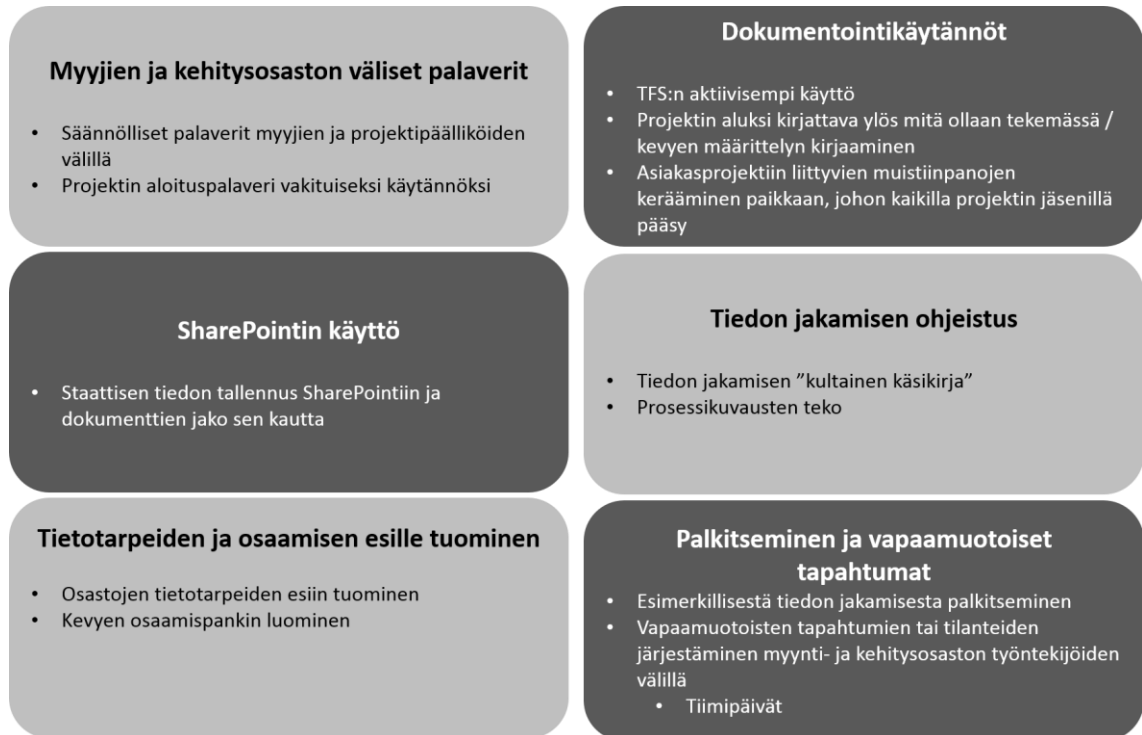 Myyjien ja kehitysosaston väliset palaverit
• Säännölliset palaverit myyjien ja projektipäälliköiden
välillä
• Projektin aloituspalaveri vakituiseksi käytännöksi
Dokumentointikäytännöt
• TFS:n aktiivisempi käyttö
• Projektin aluksi kirjattava ylös mitä ollaan tekemässä /
kevyen määrittelyn kirjaaminen
• Asiakasprojektiin liittyvien muistiinpanojen
kerääminen paikkaan, johon kaikilla projektin jäsenillä
pääsy
SharePointin käyttö
• Staattisen tiedon tallennus SharePointiin ja
dokumenttien jako sen kautta
Tiedon jakamisen ohjeistus
• Tiedon jakamisen ”kultainen käsikirja”
• Prosessikuvausten teko
Tietotarpeiden ja osaamisen esille tuominen
• Osastojen tietotarpeiden esiin tuominen
• Kevyen osaamispankin luominen
Palkitseminen ja vapaamuotoiset
tapahtumat
• Esimerkillisestä tiedon jakamisesta palkitseminen
• Vapaamuotoisten tapahtumien tai tilanteiden
järjestäminen myynti- ja kehitysosaston työntekijöiden
välillä
• Tiimipäivät